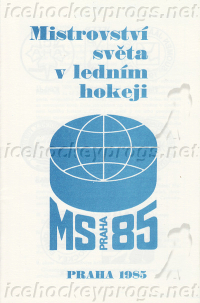 icehockeyprogs.net
Mistrovství
světa
v ledním
hokeji
icehockeyprogs.net
MS PRAHA 85
icehockeyprogs.net
PRAHA 1985